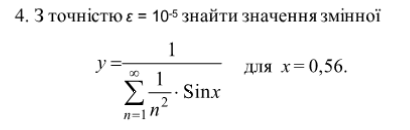 4. З точністю ε = 10⁻⁵ знайти значення змінної
y = 1 / (∑_{n=1}^{∞} 1/n² · Sinx) для x = 0,56.